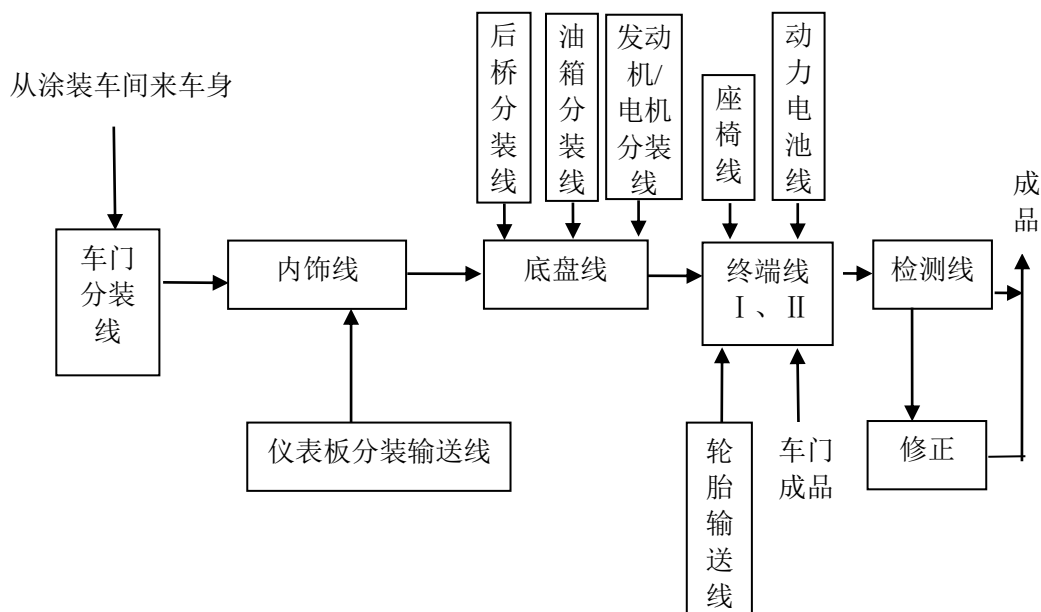 从涂装车间来车身
后
桥
分
装
线
油
箱
分
装
线
发动
机/
电机
分装
线
座
椅
线
动
力
电
池
线
成
品
车门
分装
线
内饰线
底盘线
终端线
Ⅰ、Ⅱ
检测线
仪表板分装输送线
轮
胎
输
送
线
车门
成品
修正